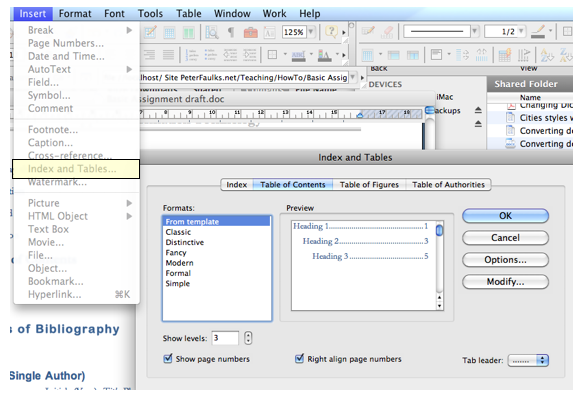 Insert Format Font Tools Table Window Work Help
Break
Page Numbers...
Date and Time...
AutoText
Field...
Symbol...
Comment
Footnote...
Caption...
Cross-reference...
Index and Tables...
Watermark...
Picture
HTML Object
Text Box
Movie...
File...
Object...
Bookmark...
Hyperlink... ⌘K
125%
1/2
lhost/ Site PeterFaulks.net/Teaching/HowTo/Basic Assig
Back
View
DEVICES
Shared Folder
iMac
Name
ackups
Changing
Cities styles w
Converting de
Converting de
ssignment draft.doc
17 18
Index and Tables
Index Table of Contents Table of Figures Table of Authorities
Formats:
From template
Classic
Distinctive
Fancy
Modern
Formal
Simple
Preview
Heading 1.................................................1
Heading 2...........................................3
Heading 3.....................................5
OK
Cancel
Options...
Modify...
Show levels: 3
Show page numbers
Right align page numbers
Tab leader: .......
s of Bibliography
(Single Author)